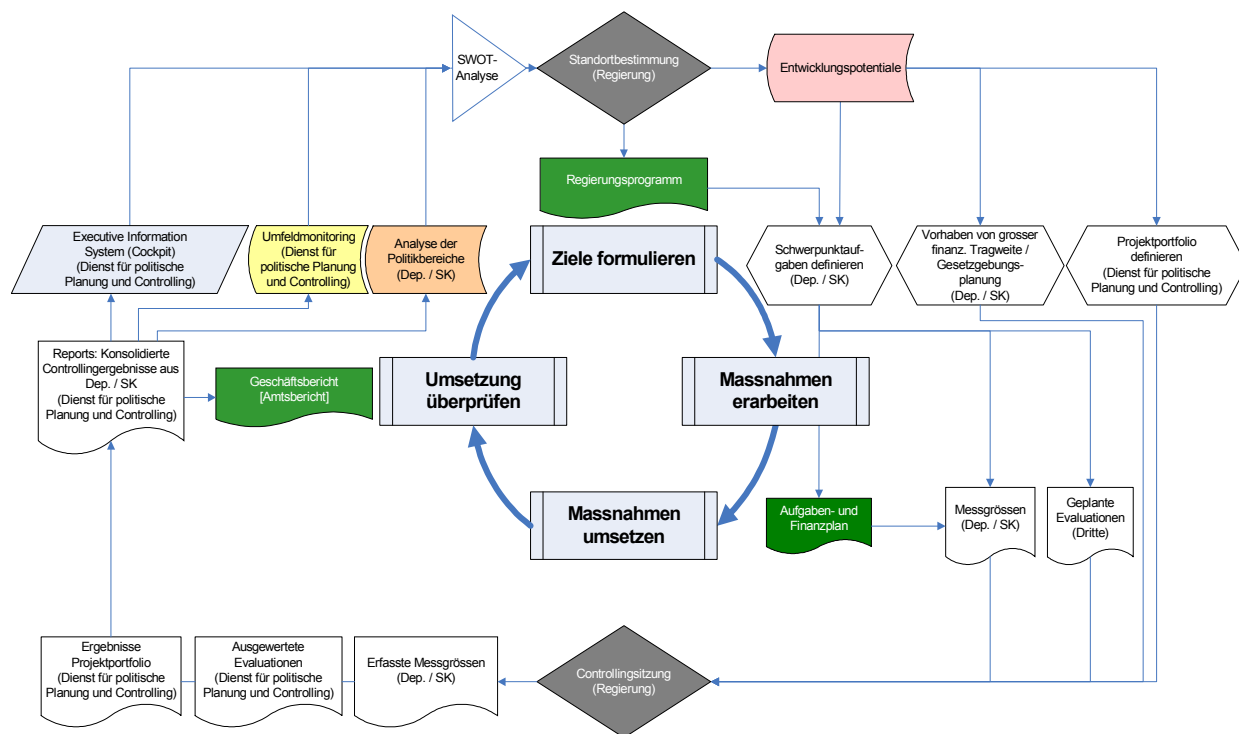 SWOT-
Analyse
Standortbestimmung
(Regierung)
Entwicklungspotentiale
Regierungsprogramm
Executive Information
System (Cockpit)
(Dienst für politische
Planung und Controlling)
Umfeldmonitoring
(Dienst für
politische Planung
und Controlling)
Analyse der
Politikbereiche
(Dep. / SK)
Ziele formulieren
Schwerpunktauf-
gaben definieren
(Dep. / SK)
Vorhaben von grosser
finanz. Tragweite /
Gesetzgebungs-
planung
(Dep. / SK)
Projektportfolio
definieren
(Dienst für politische
Planung und Controlling)
Reports: Konsolidierte
Controllingergebnisse aus
Dep. / SK
(Dienst für politische
Planung und Controlling)
Geschäftsbericht
[Amtsbericht]
Umsetzung
überprüfen
Massnahmen
erarbeiten
Massnahmen
umsetzen
Aufgaben- und
Finanzplan
Messgrössen
(Dep. / SK)
Geplante
Evaluationen
(Dritte)
Ergebnisse
Projektportfolio
(Dienst für politische
Planung und Controlling)
Ausgewertete
Evaluationen
(Dienst für politische
Planung und Controlling)
Erfasste Messgrössen
(Dep. / SK)
Controllingsitzung
(Regierung)